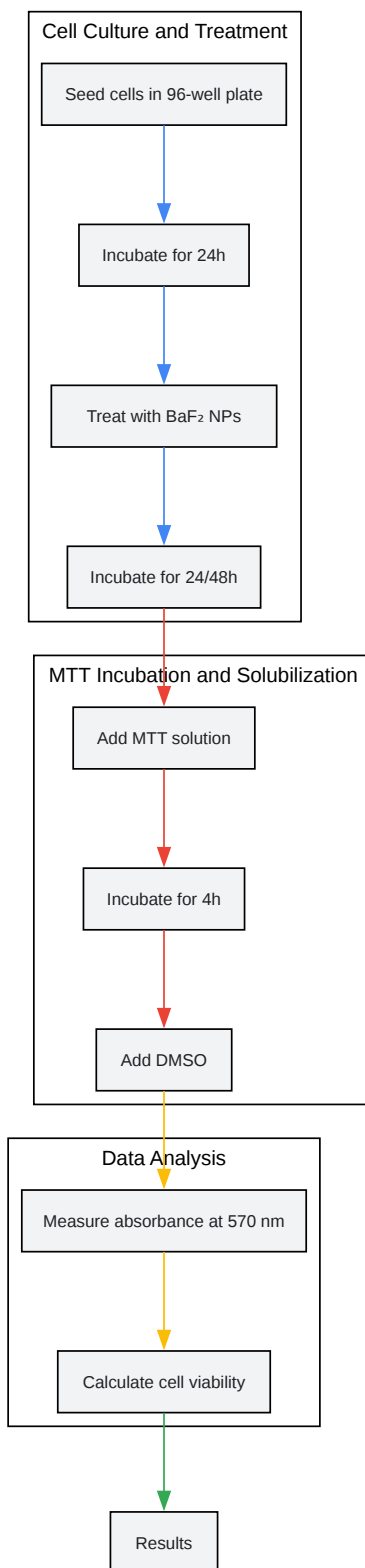 Cell Culture and Treatment
Seed cells in 96-well plate
Incubate for 24h
Treat with BaF₂ NPs
Incubate for 24/48h
MTT Incubation and Solubilization
Add MTT solution
Incubate for 4h
Add DMSO
Data Analysis
Measure absorbance at 570 nm
Calculate cell viability
Results